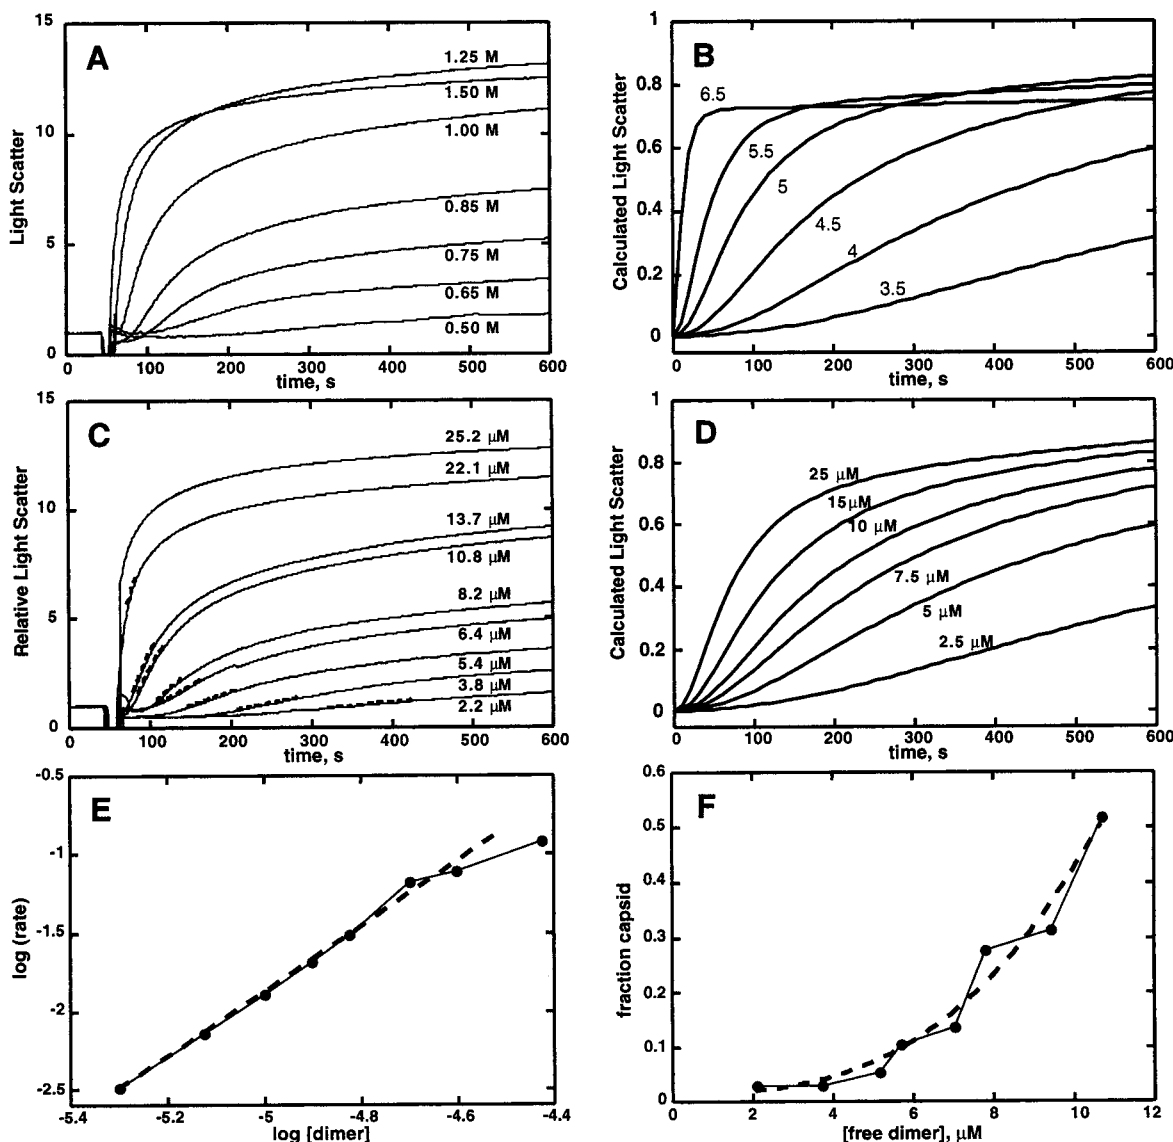 A
Light Scatter
15
10
5
0
1.25 M
1.50 M
1.00 M
0.85 M
0.75 M
0.65 M
0.50 M
0 100 200 300 400 500 600
time, s
B
Calculated Light Scatter
1
0.8
0.6
0.4
0.2
0
6.5
5.5
5
4.5
4
3.5
0 100 200 300 400 500 600
time, s
C
Relative Light Scatter
15
10
5
0
25.2 μM
22.1 μM
13.7 μM
10.8 μM
8.2 μM
6.4 μM
5.4 μM
3.8 μM
2.2 μM
0 100 200 300 400 500 600
time, s
D
Calculated Light Scatter
1
0.8
0.6
0.4
0.2
0
25 μM
15μM
10 μM
7.5 μM
5 μM
2.5 μM
0 100 200 300 400 500 600
time, s
E
log (rate)
-0.5
-1
-1.5
-2
-2.5
-5.4 -5.2 -5 -4.8 -4.6 -4.4
log [dimer]
F
fraction capsid
0.6
0.5
0.4
0.3
0.2
0.1
0
0 2 4 6 8 10 12
[free dimer], μM